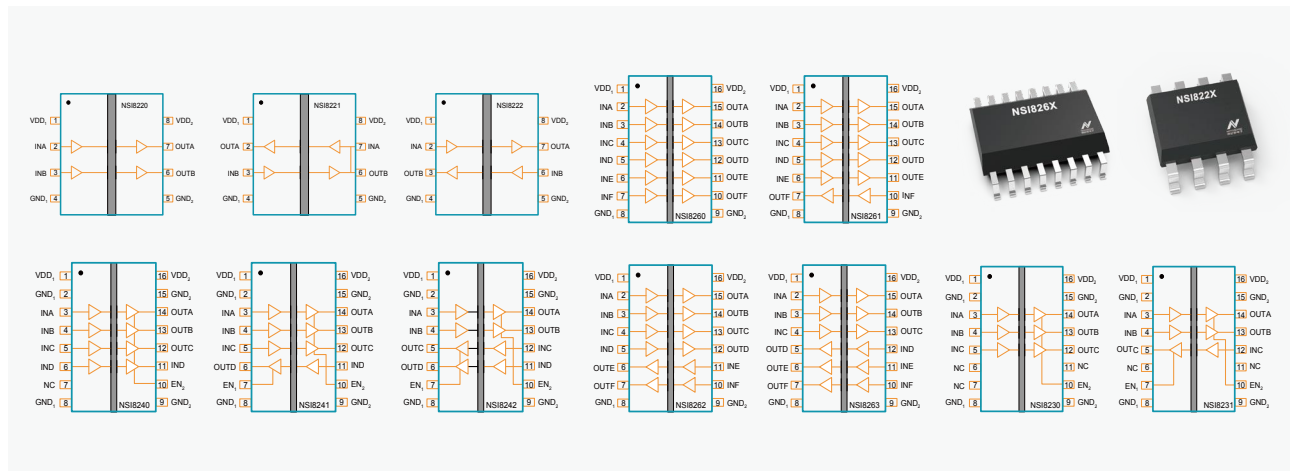 NSI8220
VDD₁ 1 8 VDD₂
INA 2 7 OUTA
INB 3 6 OUTB
GND₁ 4 5 GND₂
NSI8221
VDD₁ 1 8 VDD₂
OUTA 2 7 INA
INB 3 6 OUTB
GND₁ 4 5 GND₂
NSI8222
VDD₁ 1 8 VDD₂
INA 2 7 OUTA
OUTB 3 6 INB
GND₁ 4 5 GND₂
VDD₁ 1 16 VDD₂
INA 2 15 OUTA
INB 3 14 OUTB
INC 4 13 OUTC
IND 5 12 OUTD
INE 6 11 OUTE
INF 7 10 OUTF
GND₁ 8 9 GND₂
NSI8260
VDD₁ 1 16 VDD₂
INA 2 15 OUTA
INB 3 14 OUTB
INC 4 13 OUTC
IND 5 12 OUTD
INE 6 11 OUTE
OUTF 7 10 INF
GND₁ 8 9 GND₂
NSI8261
NSI826X
NSI822X
VDD₁ 1 16 VDD₂
GND₁ 2 15 GND₂
INA 3 14 OUTA
INB 4 13 OUTB
INC 5 12 OUTC
IND 6 11 IND
NC 7 10 EN₂
GND₁ 8 9 GND₂
NSI8240
VDD₁ 1 16 VDD₂
GND₁ 2 15 GND₂
INA 3 14 OUTA
INB 4 13 OUTB
INC 5 12 OUTC
OUTD 6 11 IND
EN₁ 7 10 EN₂
GND₁ 8 9 GND₂
NSI8241
VDD₁ 1 16 VDD₂
GND₁ 2 15 GND₂
INA 3 14 OUTA
INB 4 13 OUTB
OUTC 5 12 INC
OUTD 6 11 IND
EN₁ 7 10 EN₂
GND₁ 8 9 GND₂
NSI8242
VDD₁ 1 16 VDD₂
INA 2 15 OUTA
INB 3 14 OUTB
INC 4 13 OUTC
IND 5 12 OUTD
OUTE 6 11 INE
OUTF 7 10 INF
GND₁ 8 9 GND₂
NSI8262
VDD₁ 1 16 VDD₂
INA 2 15 OUTA
INB 3 14 OUTB
INC 4 13 OUTC
OUTD 5 12 IND
OUTE 6 11 INE
OUTF 7 10 INF
GND₁ 8 9 GND₂
NSI8263
VDD₁ 1 16 VDD₂
GND₁ 2 15 GND₂
INA 3 14 OUTA
INB 4 13 OUTB
INC 5 12 OUTC
NC 6 11 NC
NC 7 10 EN₂
GND₁ 8 9 GND₂
NSI8230
VDD₁ 1 16 VDD₂
GND₁ 2 15 GND₂
INA 3 14 OUTA
INB 4 13 OUTB
OUTC 5 12 INC
NC 6 11 NC
EN₁ 7 10 EN₂
GND₁ 8 9 GND₂
NSI8231